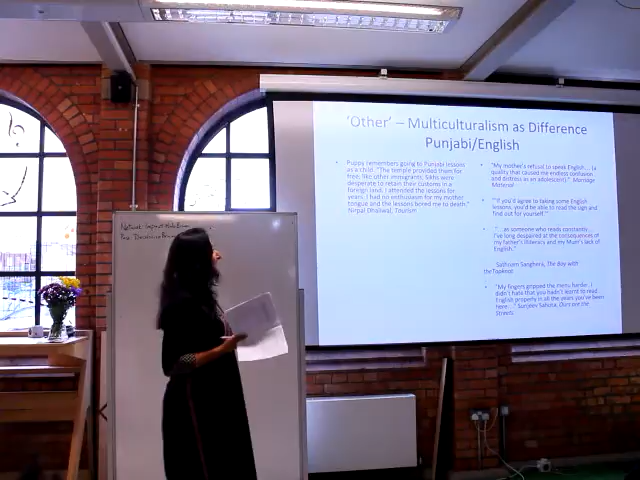 'Other' – Multiculturalism as Difference
Punjabi/English
Puppy remembers going to Punjabi lessons
as a child. "The temple provided them for
free; like other immigrants, Sikhs were
desperate to retain their customs in a
foreign land. I attended the lessons for
years. I had no enthusiasm for my mother
tongue and the lessons bored me to death."
Nirpal Dhaliwal, Tourism
"My mother's refusal to speak English... (a
quality that caused me endless confusion
and distress as an adolescent)." Marriage
Material
"If you'd agree to taking some English
lessons, you'd be able to read the sign and
find out for yourself."
"... as someone who reads constantly,
I've long despaired at the consequences of
my father's illiteracy and my Mum's lack of
English."
Sathnam Sanghera, The Boy with
the Topknot
"My fingers gripped the menu harder. I
didn't hate that you hadn't learnt to read
English properly in all the years you've been
here..." Sunjeev Sahota, Ours are the
Streets
Network: